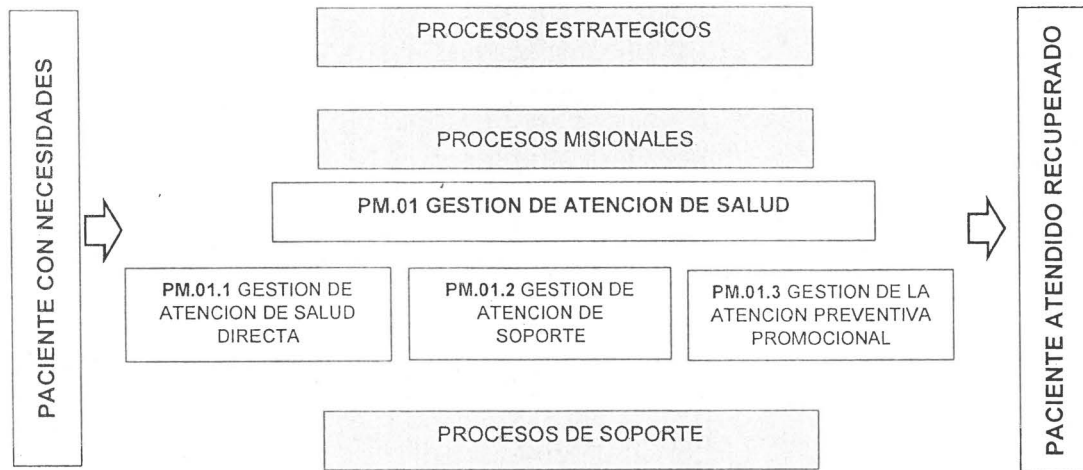 PACIENTE CON NECESIDADES
PROCESOS ESTRATEGICOS
PROCESOS MISIONALES
PM.01 GESTION DE ATENCION DE SALUD
PM.01.1 GESTION DE
ATENCION DE SALUD
DIRECTA
PM.01.2 GESTION DE
ATENCION DE
SOPORTE
PM.01.3 GESTION DE LA
ATENCION PREVENTIVA
PROMOCIONAL
PROCESOS DE SOPORTE
PACIENTE ATENDIDO RECUPERADO